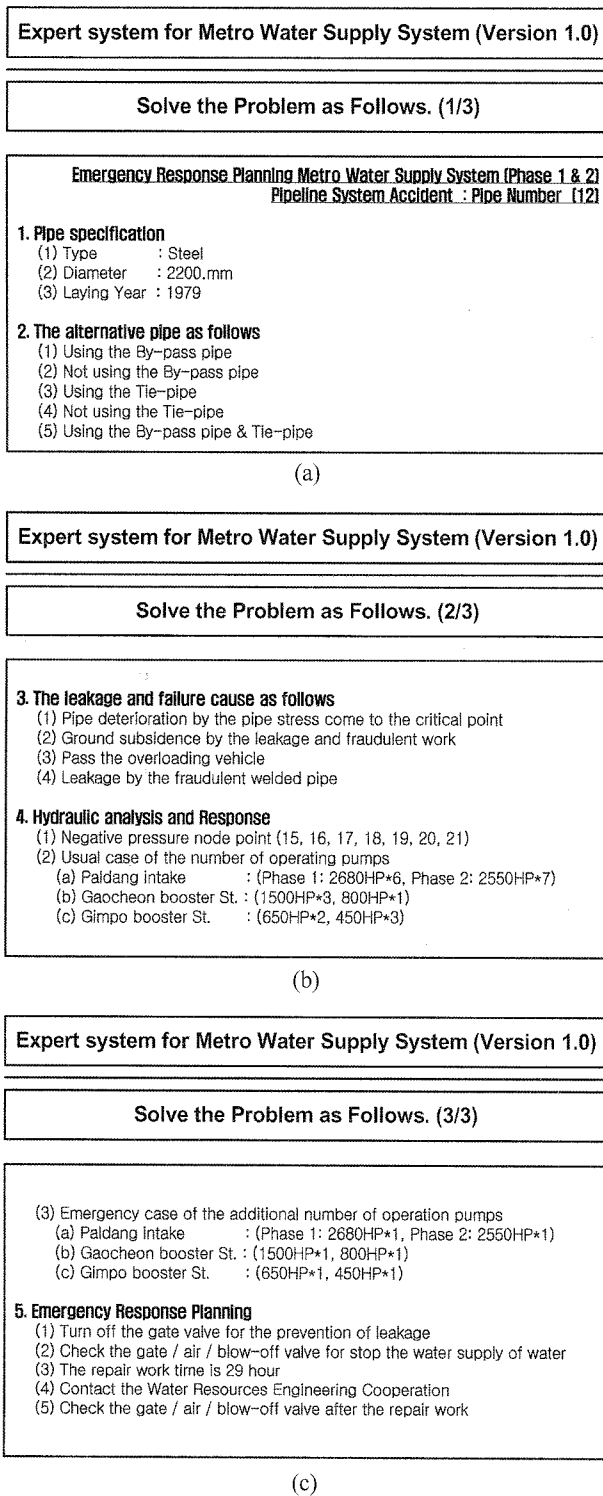 Expert system for Metro Water Supply System (Version 1.0)
Solve the Problem as Follows. (1/3)
Emergency Response Planning Metro Water Supply System (Phase 1 & 2)
Pipeline System Accident : Pipe Number (12)
1. Pipe specification
(1) Type : Steel
(2) Diameter : 2200.mm
(3) Laying Year : 1979
2. The alternative pipe as follows
(1) Using the By-pass pipe
(2) Not using the By-pass pipe
(3) Using the Tie-pipe
(4) Not using the Tie-pipe
(5) Using the By-pass pipe & Tie-pipe
(a)
Expert system for Metro Water Supply System (Version 1.0)
Solve the Problem as Follows. (2/3)
3. The leakage and failure cause as follows
(1) Pipe deterioration by the pipe stress come to the critical point
(2) Ground subsidence by the leakage and fraudulent work
(3) Pass the overloading vehicle
(4) Leakage by the fraudulent welded pipe
4. Hydraulic analysis and Response
(1) Negative pressure node point (15, 16, 17, 18, 19, 20, 21)
(2) Usual case of the number of operating pumps
(a) Paldang intake : (Phase 1: 2680HP*6, Phase 2: 2550HP*7)
(b) Gaocheon booster St. : (1500HP*3, 800HP*1)
(c) Gimpo booster St. : (650HP*2, 450HP*3)
(b)
Expert system for Metro Water Supply System (Version 1.0)
Solve the Problem as Follows. (3/3)
(3) Emergency case of the additional number of operation pumps
(a) Paldang intake : (Phase 1: 2680HP*1, Phase 2: 2550HP*1)
(b) Gaocheon booster St. : (1500HP*1, 800HP*1)
(c) Gimpo booster St. : (650HP*1, 450HP*1)
5. Emergency Response Planning
(1) Turn off the gate valve for the prevention of leakage
(2) Check the gate / air / blow-off valve for stop the water supply of water
(3) The repair work time is 29 hour
(4) Contact the Water Resources Engineering Cooperation
(5) Check the gate / air / blow-off valve after the repair work
(c)